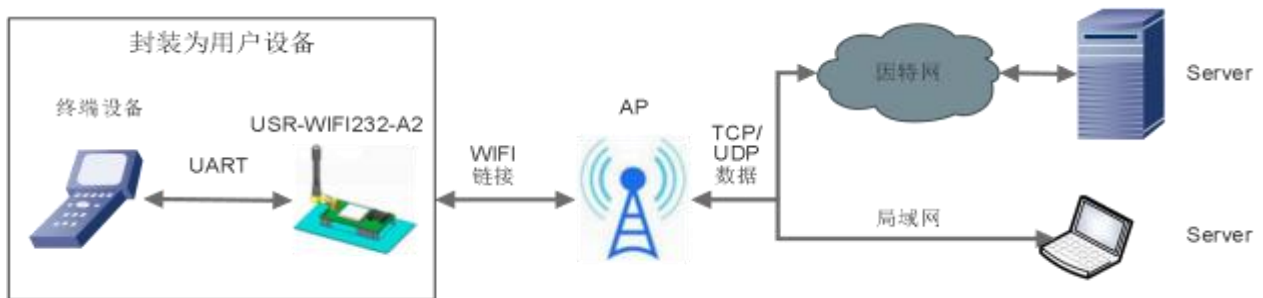 封装为用户设备
终端设备
USR-WIFI232-A2
UART
WIFI
链接
AP
TCP/
UDP
数据
因特网
Server
局域网
Server